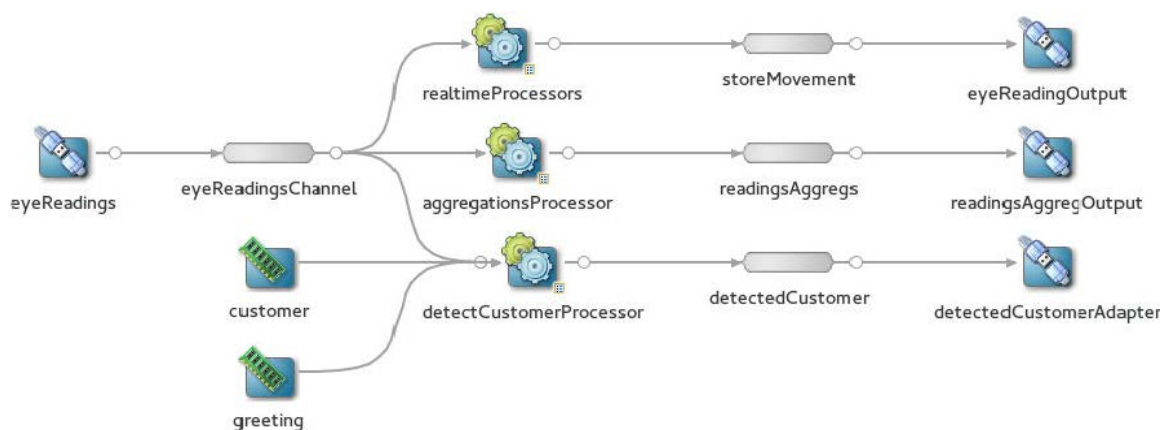 realtimeProcessors
storeMovement
eyeReadingOutput
eyeReadings
eyeReadingsChannel
aggregationsProcessor
readingsAggregs
readingsAggregOutput
customer
detectCustomerProcessor
detectedCustomer
detectedCustomerAdapter
greeting